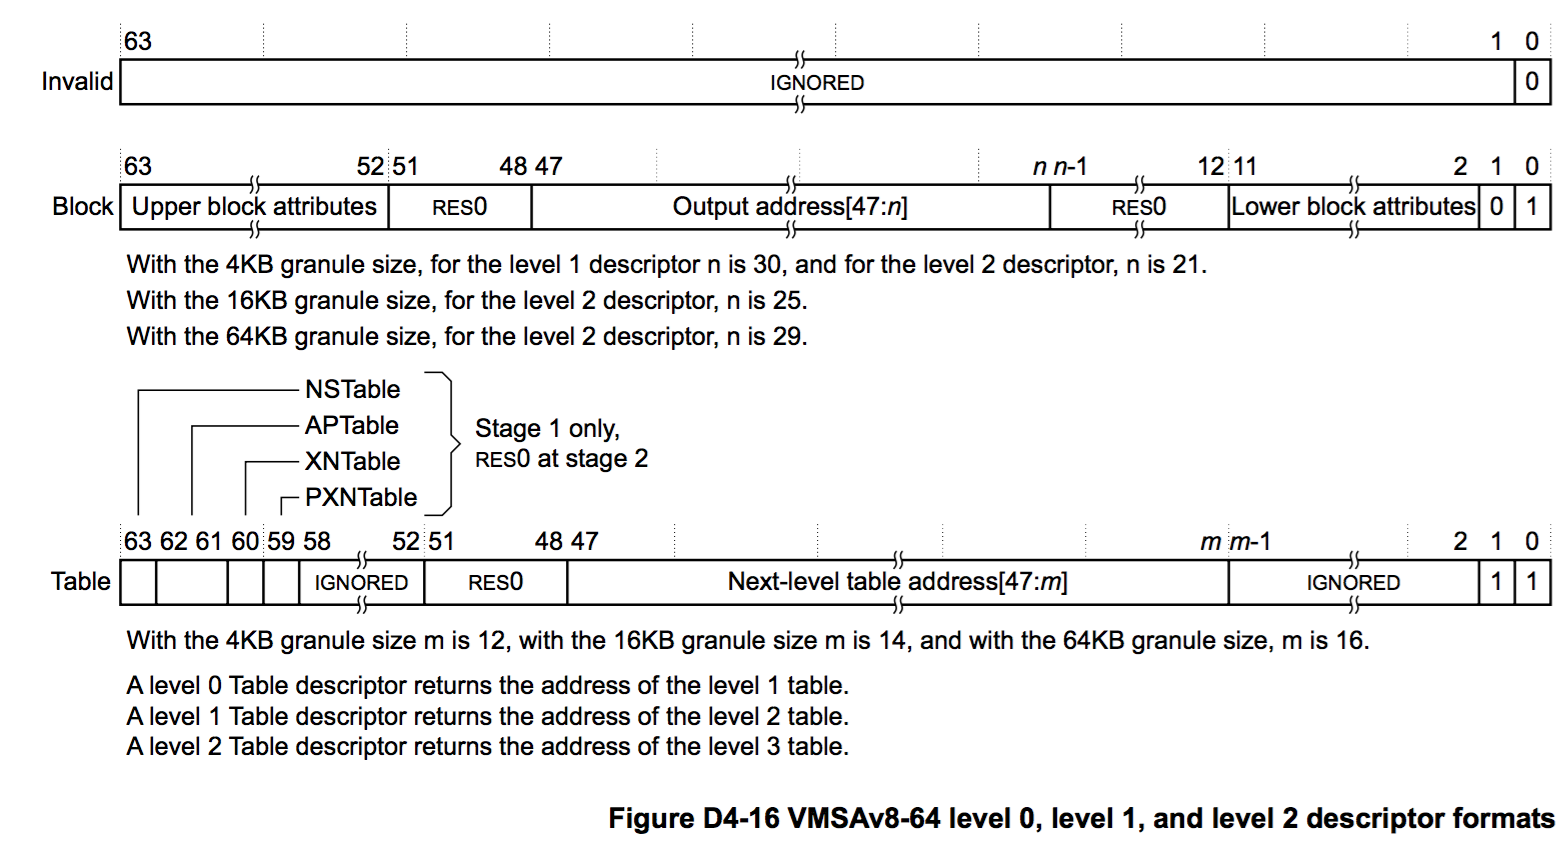 63 1 0
Invalid IGNORED 0
63 52 51 48 47 n n-1 12 11 2 1 0
Block Upper block attributes RES0 Output address[47:n] RES0 Lower block attributes 0 1
With the 4KB granule size, for the level 1 descriptor n is 30, and for the level 2 descriptor, n is 21.
With the 16KB granule size, for the level 2 descriptor, n is 25.
With the 64KB granule size, for the level 2 descriptor, n is 29.
NSTable
APTable
XNTable
PXNTable
Stage 1 only,
RES0 at stage 2
63 62 61 60 59 58 52 51 48 47 m m-1 2 1 0
Table IGNORED RES0 Next-level table address[47:m] IGNORED 1 1
With the 4KB granule size m is 12, with the 16KB granule size m is 14, and with the 64KB granule size, m is 16.
A level 0 Table descriptor returns the address of the level 1 table.
A level 1 Table descriptor returns the address of the level 2 table.
A level 2 Table descriptor returns the address of the level 3 table.
Figure D4-16 VMSAv8-64 level 0, level 1, and level 2 descriptor formats